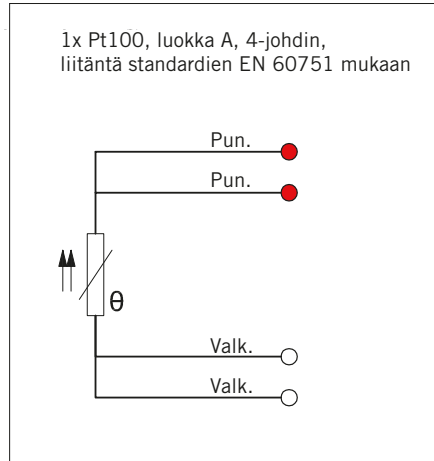 1x Pt100, luokka A, 4-johdin,
liitäntä standardien EN 60751 mukaan
Pun.
Pun.
θ
Valk.
Valk.